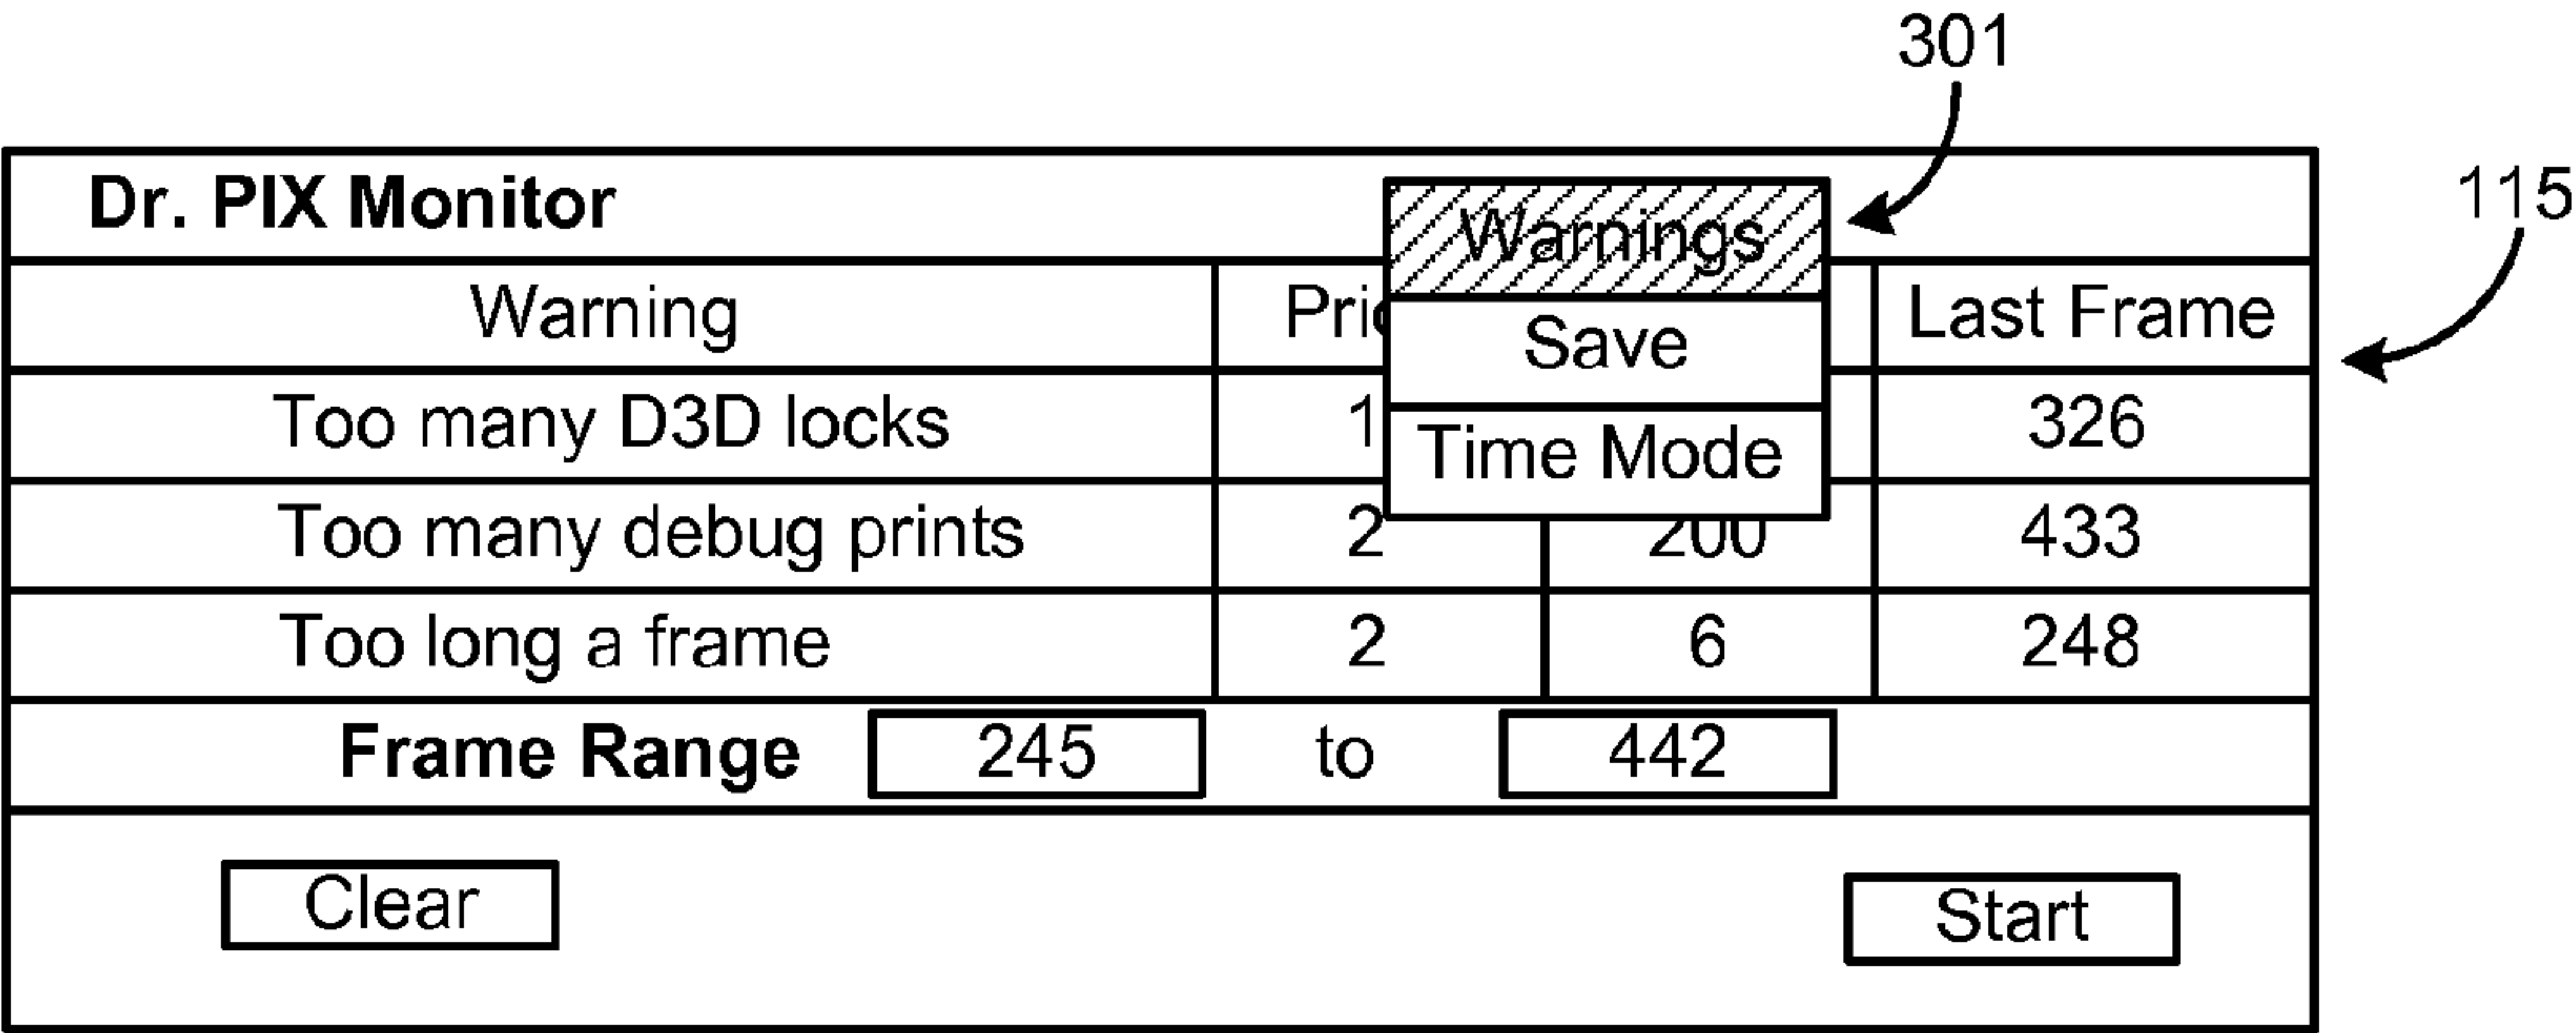 301
115
Dr. PIX Monitor
Warnings
Save
Time Mode
Warning Last Frame
Too many D3D locks 1 326
Too many debug prints 2 200 433
Too long a frame 2 6 248
Frame Range 245 to 442
Clear Start